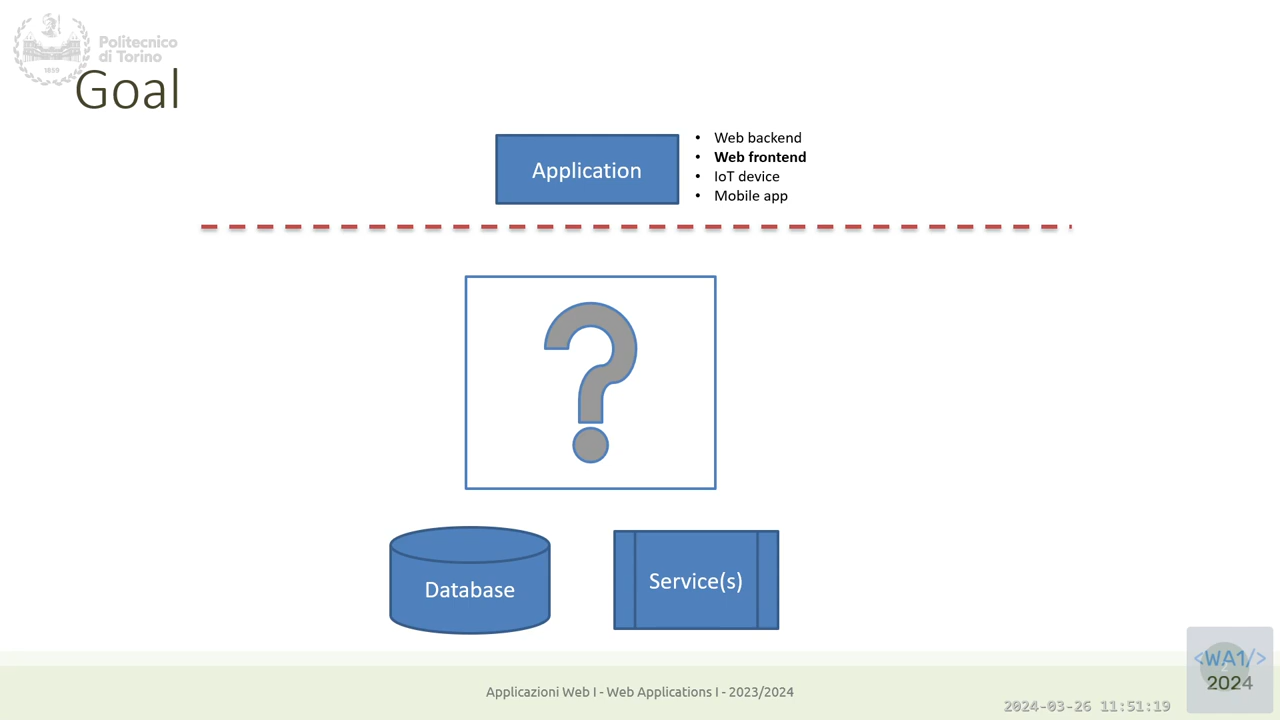 Politecnico
di Torino
1859
Goal
Application
• Web backend
• Web frontend
• IoT device
• Mobile app
?
Database
Service(s)
Applicazioni Web I - Web Applications I - 2023/2024
2024-03-26 11:51:19
<WA1/>
2024